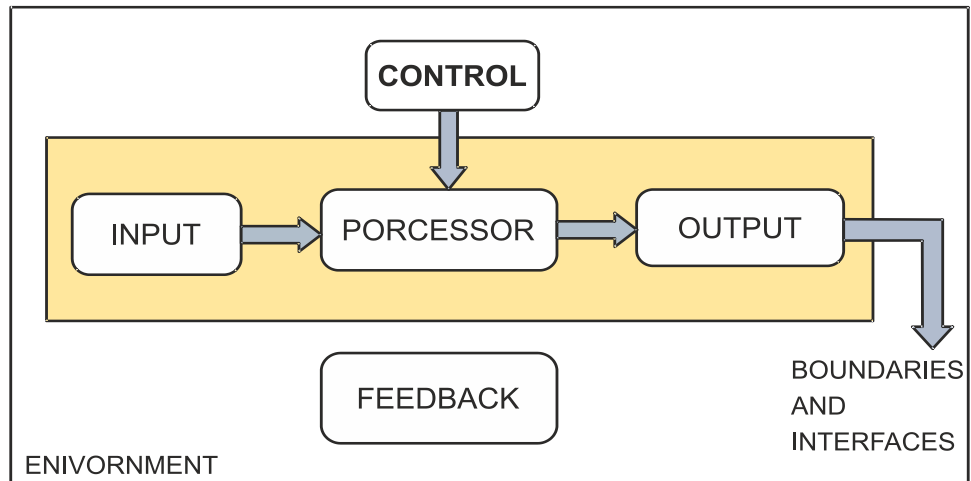 CONTROL
INPUT
PORCESSOR
OUTPUT
FEEDBACK
BOUNDARIES
AND
INTERFACES
ENIVORNMENT